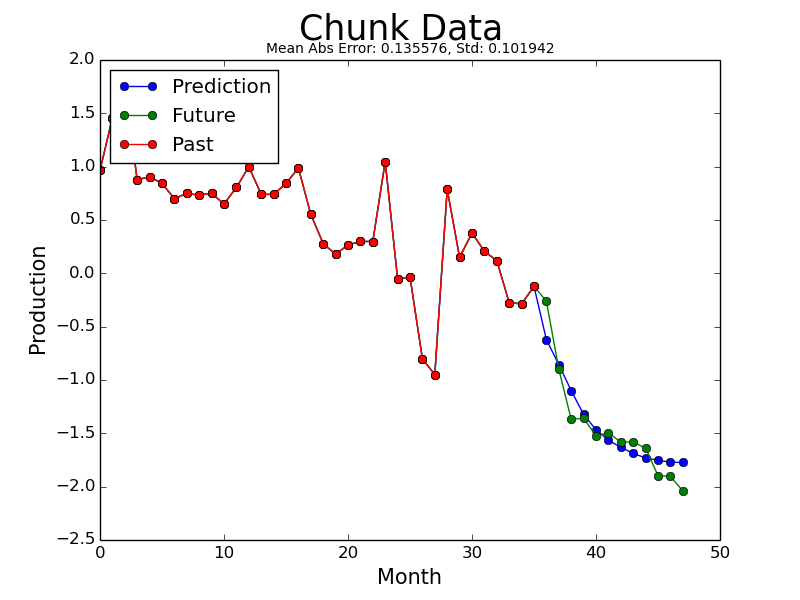 Chunk Data
Mean Abs Error: 0.135576, Std: 0.101942
Prediction
Future
Past
2.0
1.5
1.0
0.5
0.0
−0.5
−1.0
−1.5
−2.0
−2.5
Production
0 10 20 30 40 50
Month